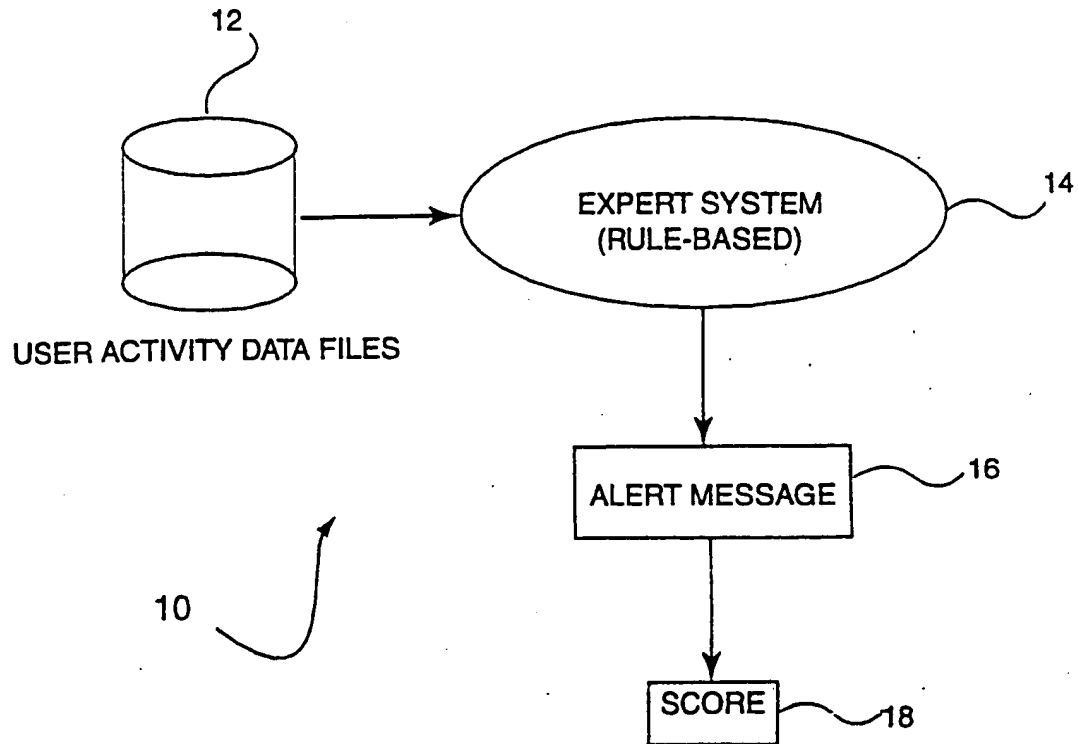 12
14
EXPERT SYSTEM
(RULE-BASED)
USER ACTIVITY DATA FILES
16
ALERT MESSAGE
10
SCORE
18